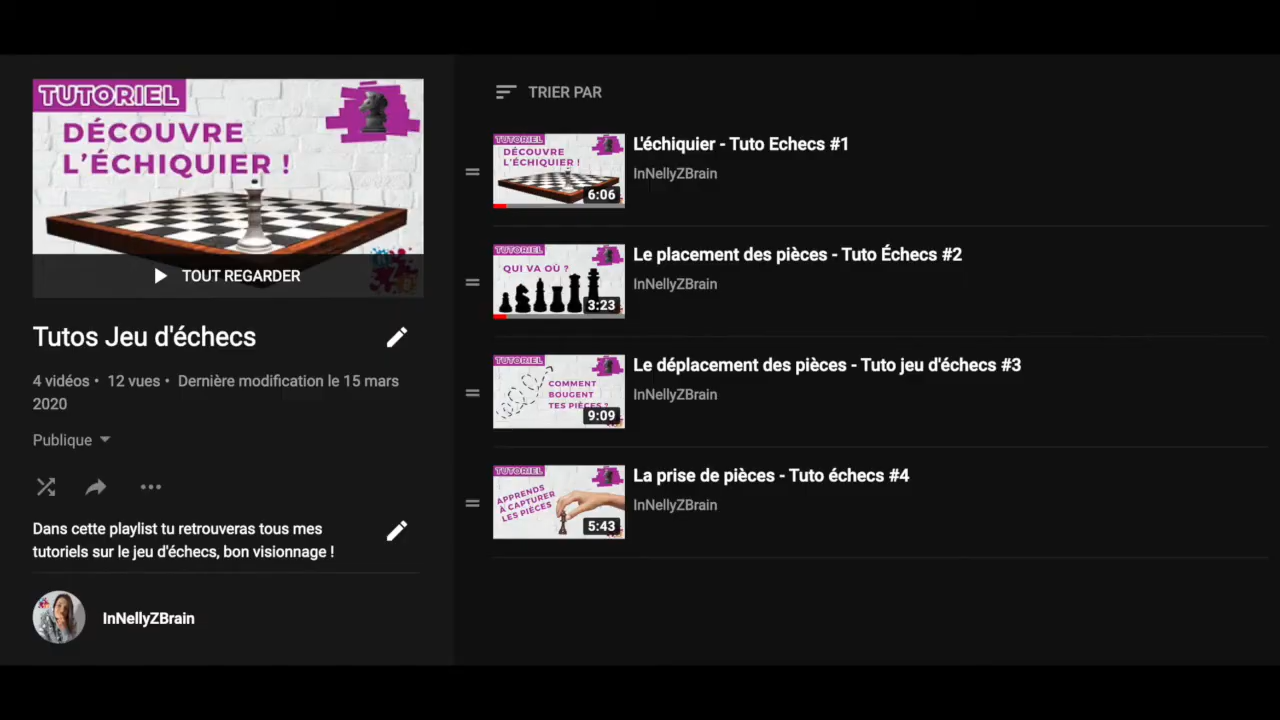 TUTORIEL
DÉCOUVRE
L'ÉCHIQUIER !
TOUT REGARDER
Tutos Jeu d'échecs
4 vidéos • 12 vues • Dernière modification le 15 mars
2020
Publique
Dans cette playlist tu retrouveras tous mes
tutoriels sur le jeu d'échecs, bon visionnage !
InNellyZBrain
TRIER PAR
TUTORIEL
DÉCOUVRE
L'ÉCHIQUIER !
6:06
L'échiquier - Tuto Echecs #1
InNellyZBrain
TUTORIEL
QUI VA OÙ ?
3:23
Le placement des pièces - Tuto Échecs #2
InNellyZBrain
TUTORIEL
COMMENT
BOUGENT
TES PIÈCES ?
9:09
Le déplacement des pièces - Tuto jeu d'échecs #3
InNellyZBrain
TUTORIEL
APPRENDS
À CAPTURER
LES PIÈCES
5:43
La prise de pièces - Tuto échecs #4
InNellyZBrain